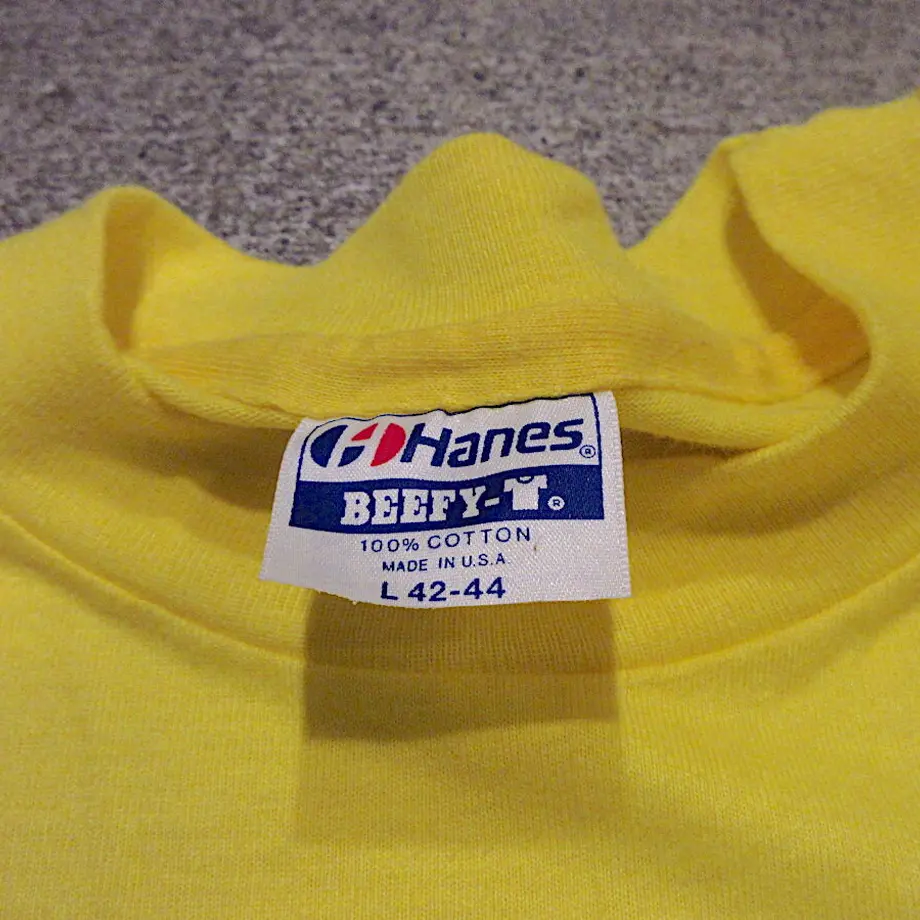 Hanes®
BEEFY-®
100% COTTON
MADE IN U.S.A
L 42-44